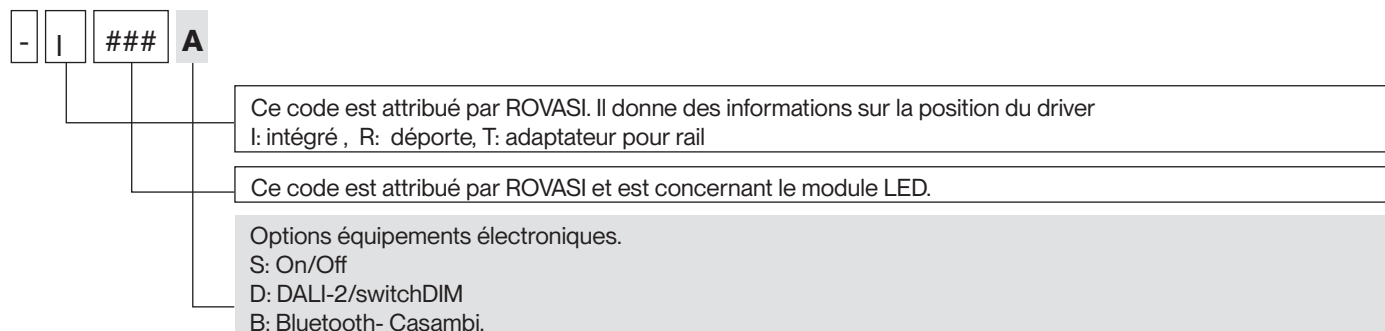 - I ### A
Ce code est attribué par ROVASI. Il donne des informations sur la position du driver
I: intégré , R: déporte, T: adaptateur pour rail
Ce code est attribué par ROVASI et est concernant le module LED.
Options équipements électroniques.
S: On/Off
D: DALI-2/switchDIM
B: Bluetooth- Casambi.